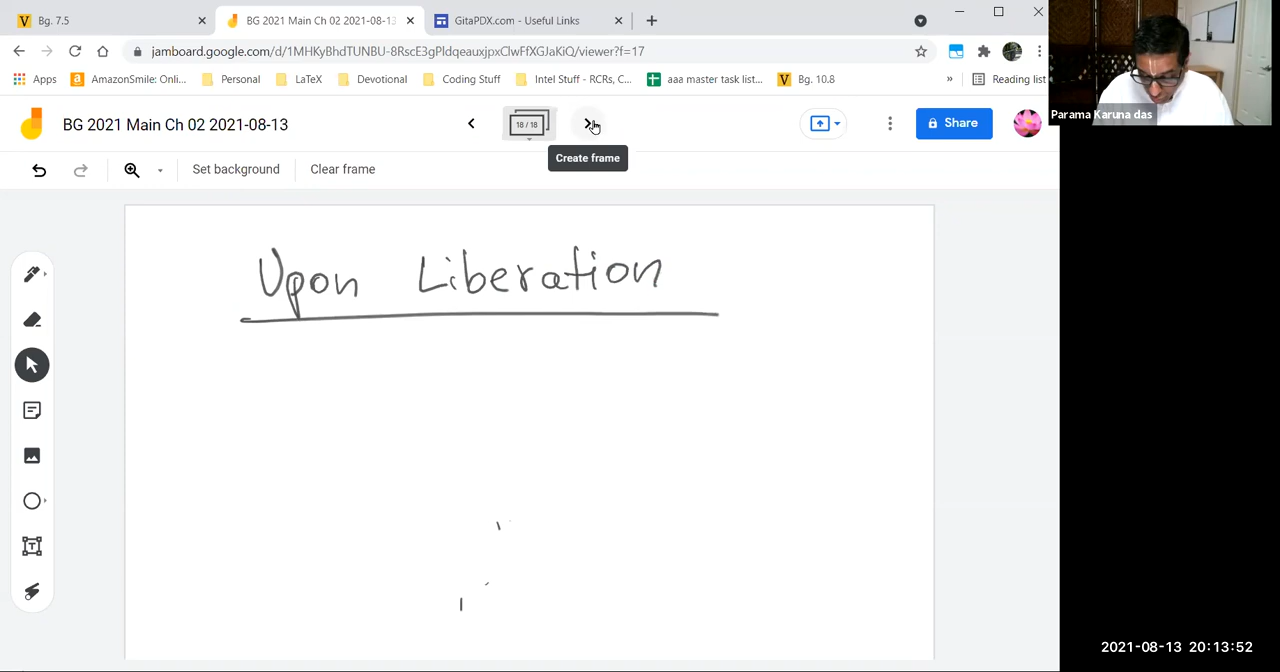 Bg. 7.5
BG 2021 Main Ch 02 2021-08-13
GitaPDX.com - Useful Links
jamboard.google.com/d/1MHKyBhdTUNBU-8RscE3gPldqeauxjpxClwFfXGJaKiQ/viewer?f=17
Apps
AmazonSmile: Onli...
Personal
LaTeX
Devotional
Coding Stuff
Intel Stuff - RCRs, C...
aaa master task list...
Bg. 10.8
»
Reading list
Parama Karuna das
BG 2021 Main Ch 02 2021-08-13
18 / 18
Share
Create frame
Set background
Clear frame
Upon Liberation
2021-08-13 20:13:52